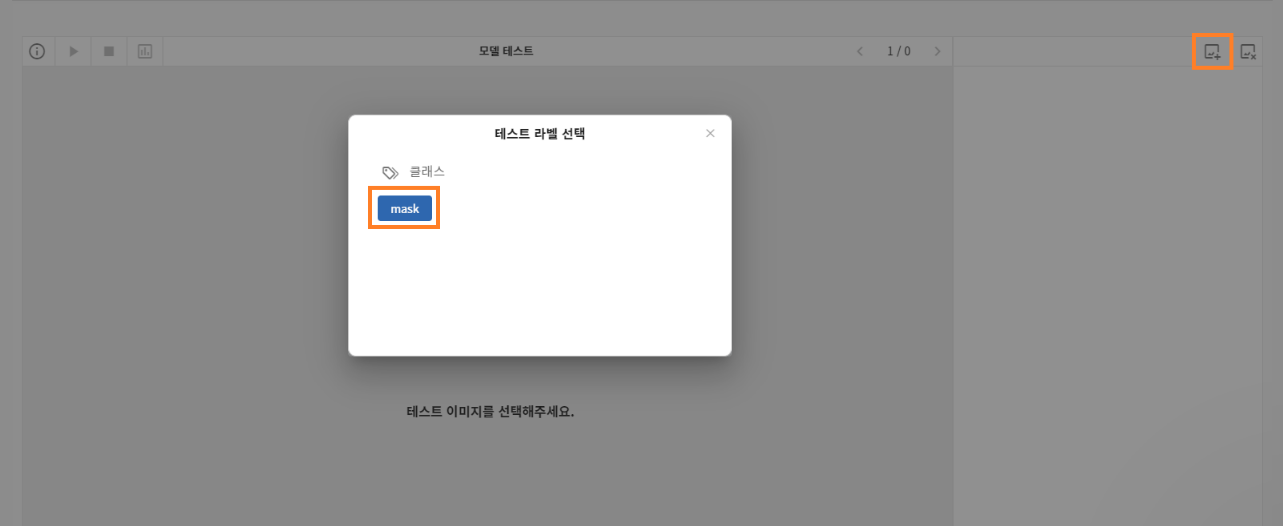 모델 테스트
1 / 0
테스트 라벨 선택
클래스
mask
테스트 이미지를 선택해주세요.